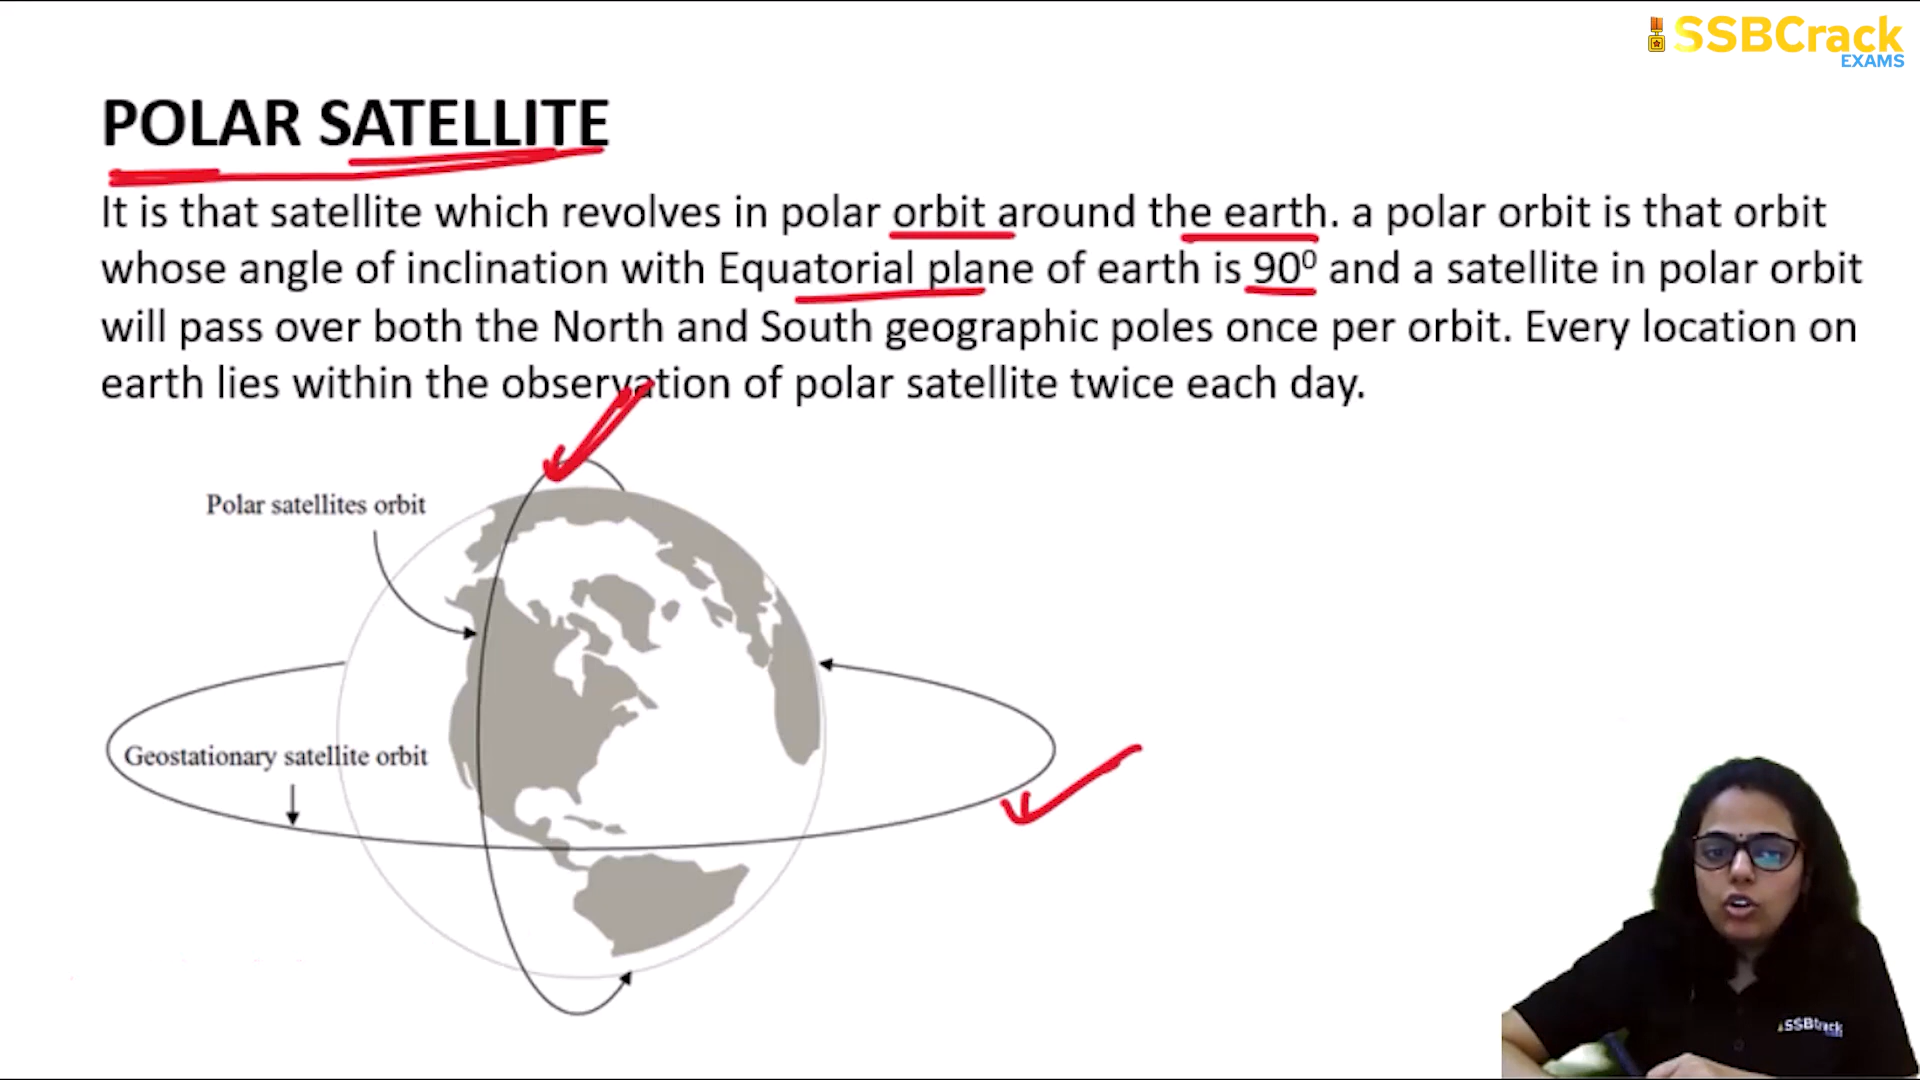 SSBCrack
EXAMS
POLAR SATELLITE
It is that satellite which revolves in polar orbit around the earth. a polar orbit is that orbit
whose angle of inclination with Equatorial plane of earth is 90⁰ and a satellite in polar orbit
will pass over both the North and South geographic poles once per orbit. Every location on
earth lies within the observation of polar satellite twice each day.
Polar satellites orbit
Geostationary satellite orbit
SSBCrack